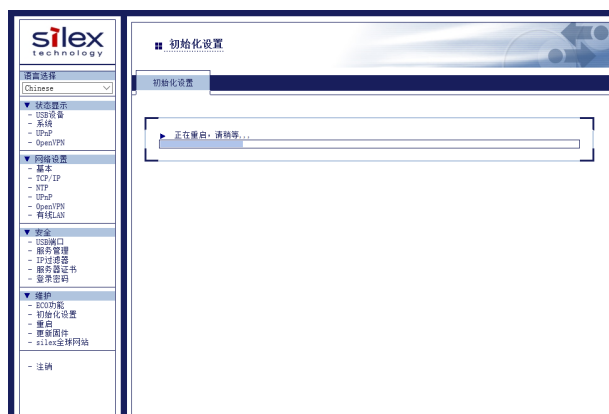 silex
technology
语言选择
Chinese
▼ 状态显示
- USB设备
- 系统
- UPnP
- OpenVPN
▼ 网络设置
- 基本
- TCP/IP
- NTP
- UPnP
- OpenVPN
- 有线LAN
▼ 安全
- USB端口
- 服务管理
- IP过滤器
- 服务器证书
- 登录密码
▼ 维护
- ECO功能
- 初始化设置
- 重启
- 更新固件
- silex全球网站
- 注销
初始化设置
初始化设置
正在重启，请稍等...